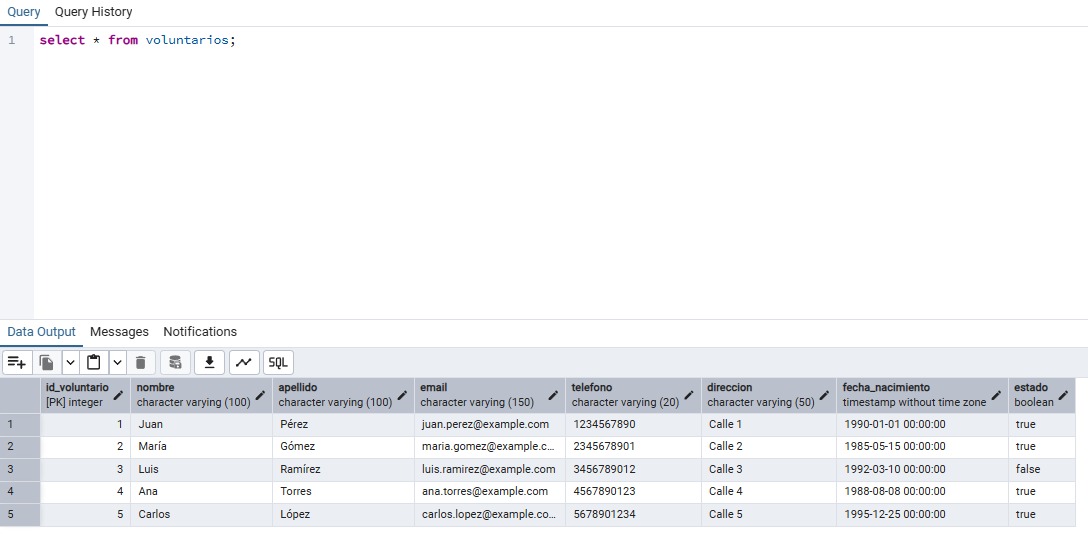 Query Query History
1 select * from voluntarios;
Data Output Messages Notifications
SQL
id_voluntario nombre apellido email telefono direccion fecha_nacimiento estado
[PK] integer character varying (100) character varying (100) character varying (150) character varying (20) character varying (50) timestamp without time zone boolean
1 1 Juan Pérez juan.perez@example.com 1234567890 Calle 1 1990-01-01 00:00:00 true
2 2 María Gómez maria.gomez@example.c... 2345678901 Calle 2 1985-05-15 00:00:00 true
3 3 Luis Ramírez luis.ramirez@example.com 3456789012 Calle 3 1992-03-10 00:00:00 false
4 4 Ana Torres ana.torres@example.com 4567890123 Calle 4 1988-08-08 00:00:00 true
5 5 Carlos López carlos.lopez@example.co... 5678901234 Calle 5 1995-12-25 00:00:00 true